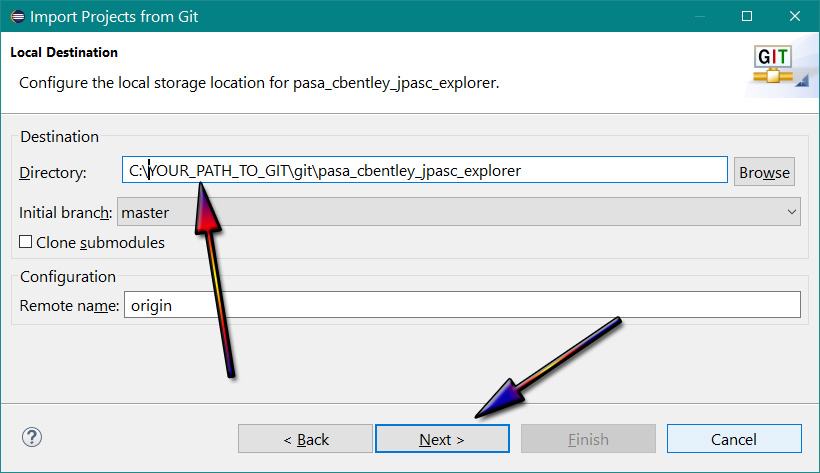 Import Projects from Git
Local Destination
Configure the local storage location for pasa_cbentley_jpasc_explorer.
GIT
Destination
Directory: C:\YOUR_PATH_TO_GIT\git\pasa_cbentley_jpasc_explorer Browse
Initial branch: master
Clone submodules
Configuration
Remote name: origin
? < Back Next > Finish Cancel